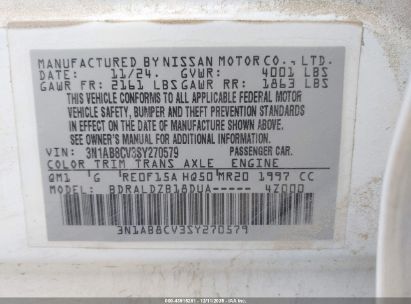 MANUFACTURED BY NISSAN MOTOR CO., LTD.
DATE: 11/24. GVWR: 4001 LBS
GAWR FR: 2161 LBS GAWR RR: 1863 LBS
THIS VEHICLE CONFORMS TO ALL APPLICABLE FEDERAL MOTOR
VEHICLE SAFETY, BUMPER AND THEFT PREVENTION STANDARDS
IN EFFECT ON THE DATE OF MANUFACTURE SHOWN ABOVE.
SEE OWNER'S MANUAL FOR ADDITIONAL INFORMATION.
VIN: 3N1AB8CV3SY270579 PASSENGER CAR.
COLOR TRIM TRANS AXLE ENGINE
QM1 G RE0F15A HQ50 MR20 1997 CC
MODEL: BDRALDZB18DUA----- 4Z000
3N1AB8CV3SY270579